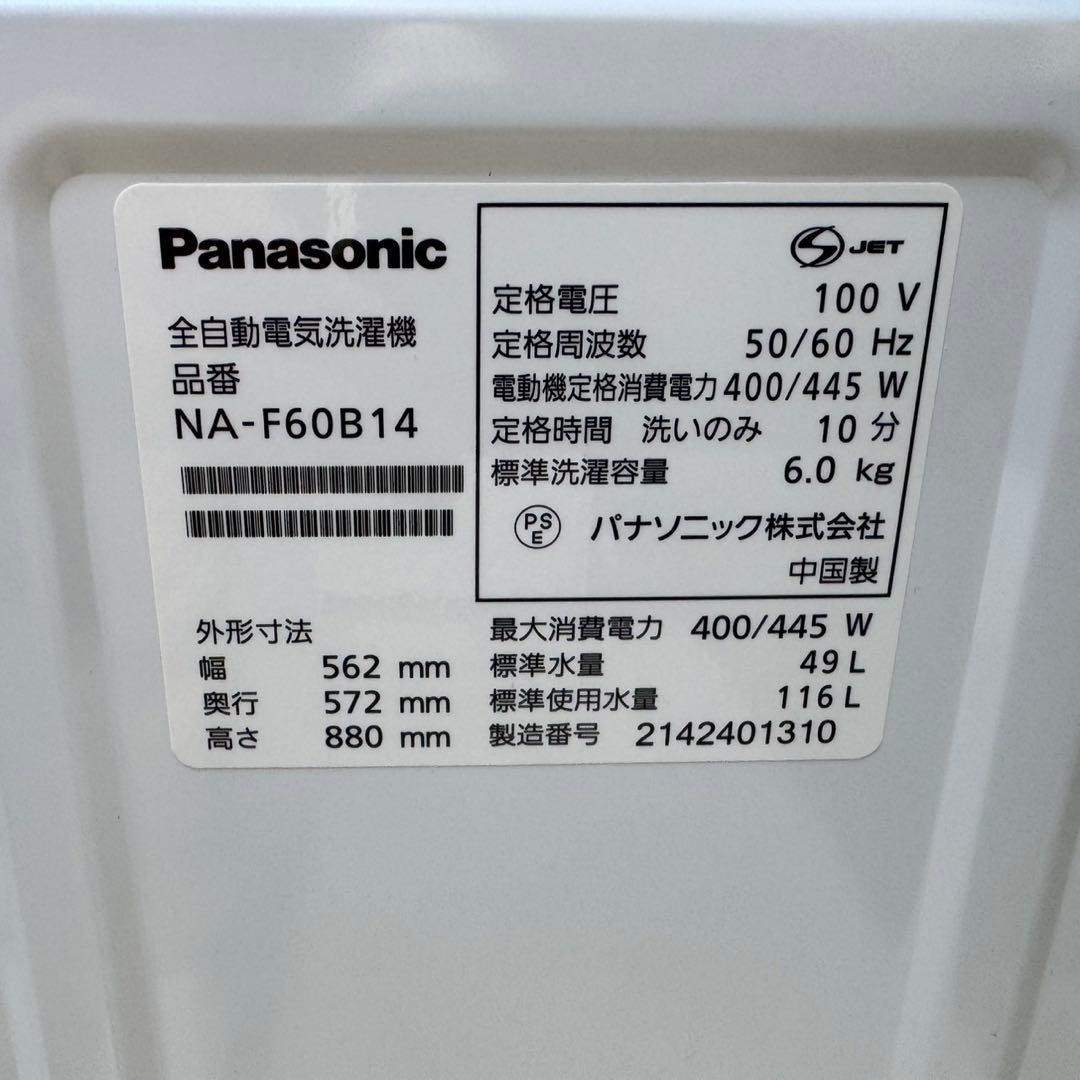 Panasonic
全自動電気洗濯機
品番
NA-F60B14
S JET
定格電圧 100 V
定格周波数 50/60 Hz
電動機定格消費電力 400/445 W
定格時間 洗いのみ 10 分
標準洗濯容量 6.0 kg
PSE パナソニック株式会社
中国製
外形寸法
幅 562 mm
奥行 572 mm
高さ 880 mm
最大消費電力 400/445 W
標準水量 49 L
標準使用水量 116 L
製造番号 2142401310